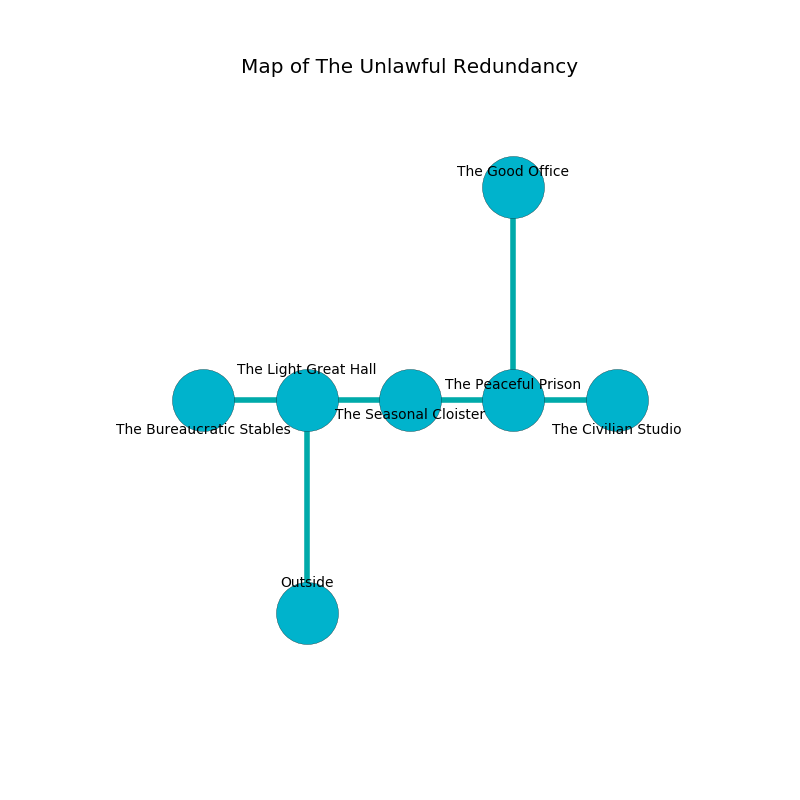 Map of The Unlawful Redundancy
The Good Office
The Light Great Hall
The Peaceful Prison
The Seasonal Cloister
The Bureaucratic Stables
The Civilian Studio
Outside